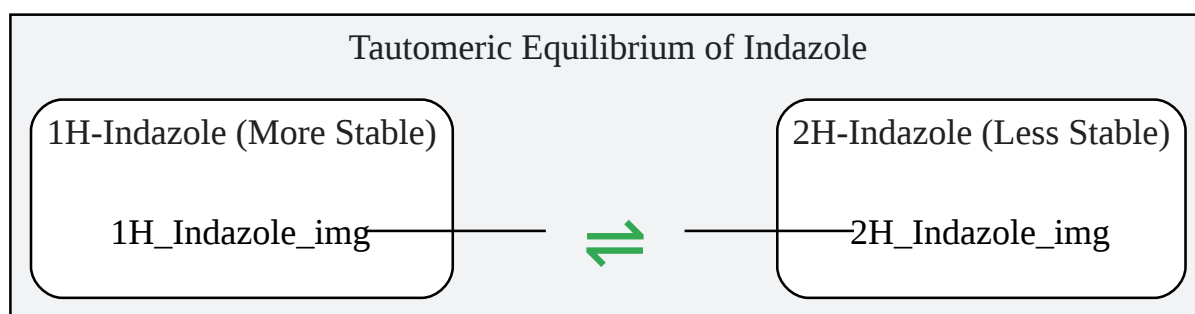 Tautomeric Equilibrium of Indazole
1H-Indazole (More Stable)
2H-Indazole (Less Stable)
1H_Indazole_img
⇌
2H_Indazole_img